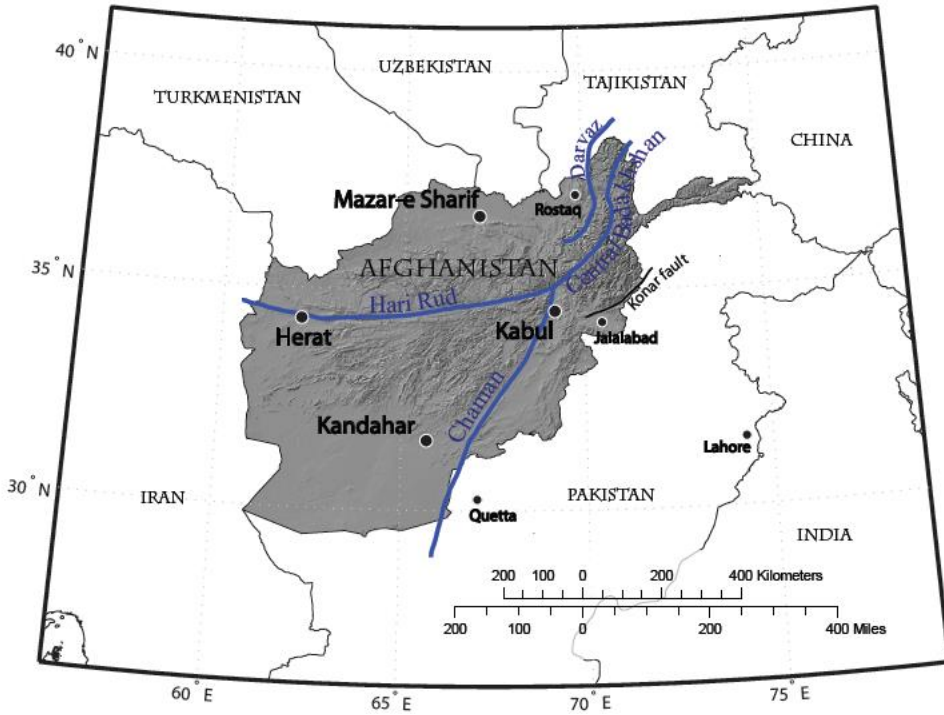 40° N
UZBEKISTAN
TAJIKISTAN
TURKMENISTAN
CHINA
Darvaz
Central Badakhshan
Mazar-e Sharif
Rostaq
35° N
AFGHANISTAN
Konar fault
Hari Rud
Herat
Kabul
Jalalabad
Chaman
Kandahar
Lahore
30° N
IRAN
PAKISTAN
Quetta
INDIA
200 100 0 200 400 Kilometers
200 100 0 200 400 Miles
60° E
65° E
70° E
75° E